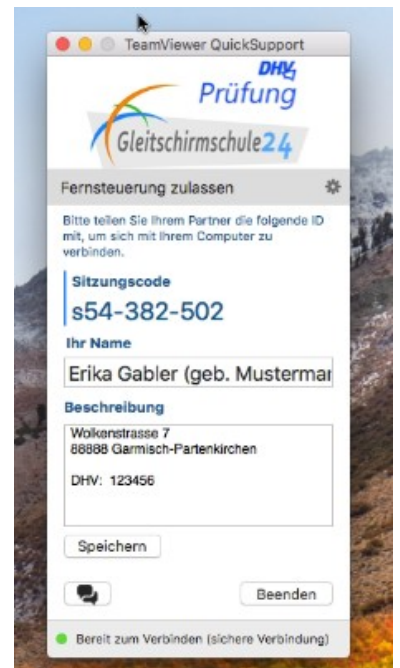 TeamViewer QuickSupport
DHV
Prüfung
Gleitschirmschule24
Fernsteuerung zulassen
Bitte teilen Sie Ihrem Partner die folgende ID
mit, um sich mit Ihrem Computer zu
verbinden.
Sitzungscode
s54-382-502
Ihr Name
Erika Gabler (geb. Musterman
Beschreibung
Wolkenstrasse 7
88888 Garmisch-Partenkirchen
DHV: 123456
Speichern
Beenden
Bereit zum Verbinden (sichere Verbindung)